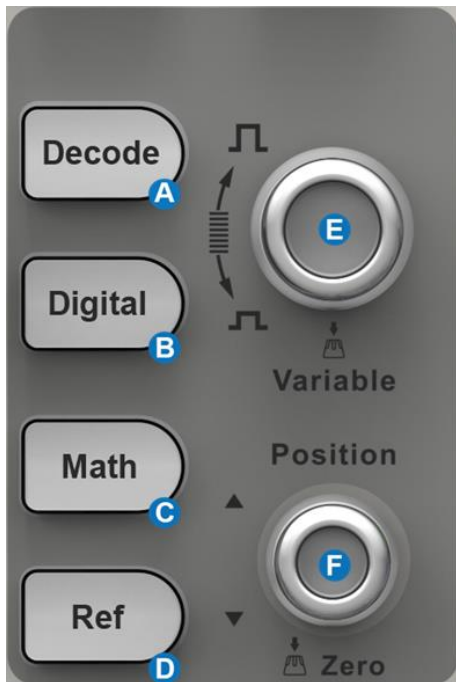 Decode
A
E
Digital
B
Variable
Math
C
Position
F
Ref
D
Zero